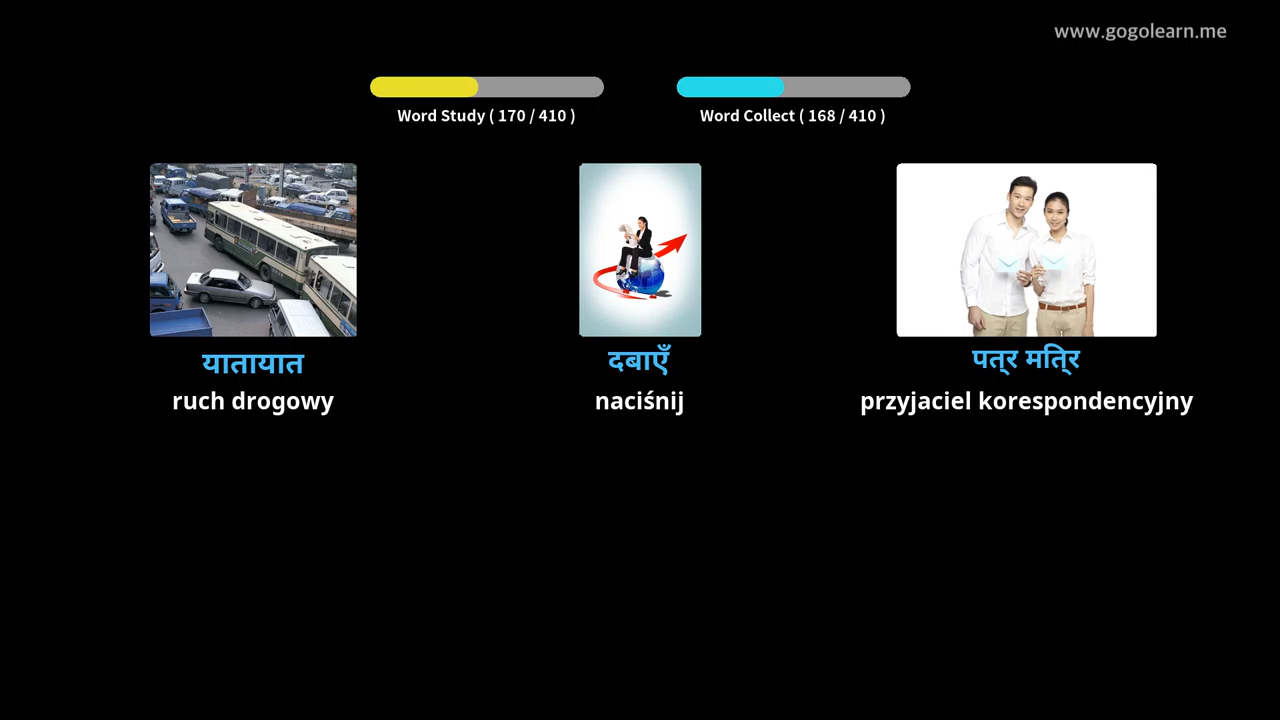 www.gogolearn.me
Word Study ( 170 / 410 )
Word Collect ( 168 / 410 )
यातायात
दबाएँ
पत्र मित्र
ruch drogowy
naciśnij
przyjaciel korespondencyjny